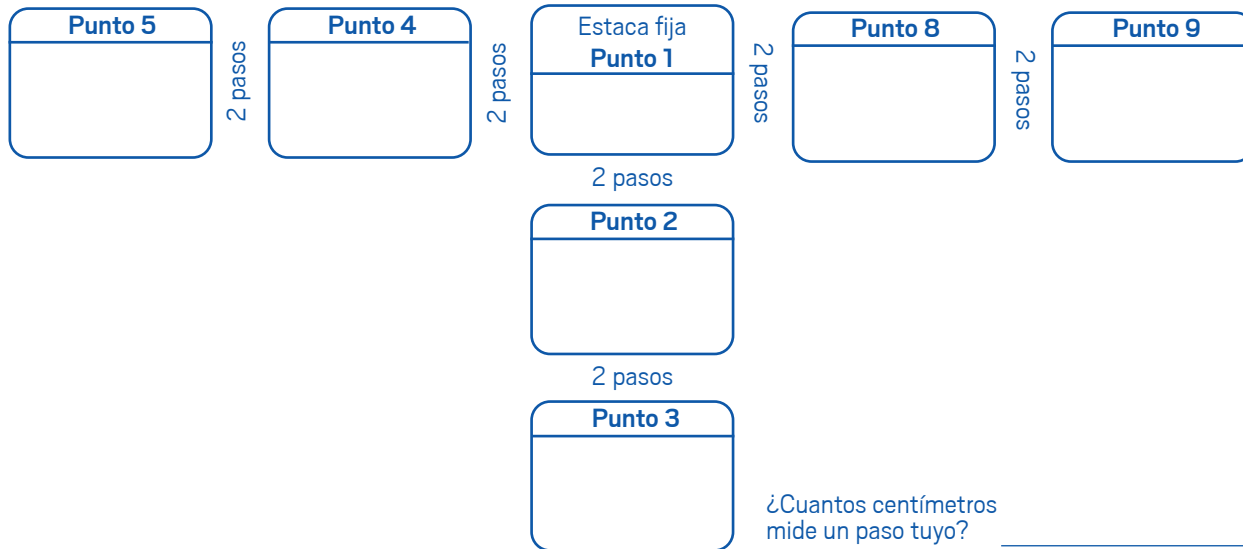 Punto 5
2 pasos
Punto 4
2 pasos
Estaca fija
Punto 1
2 pasos
Punto 8
2 pasos
Punto 9
2 pasos
Punto 2
2 pasos
Punto 3
¿Cuantos centímetros
mide un paso tuyo?